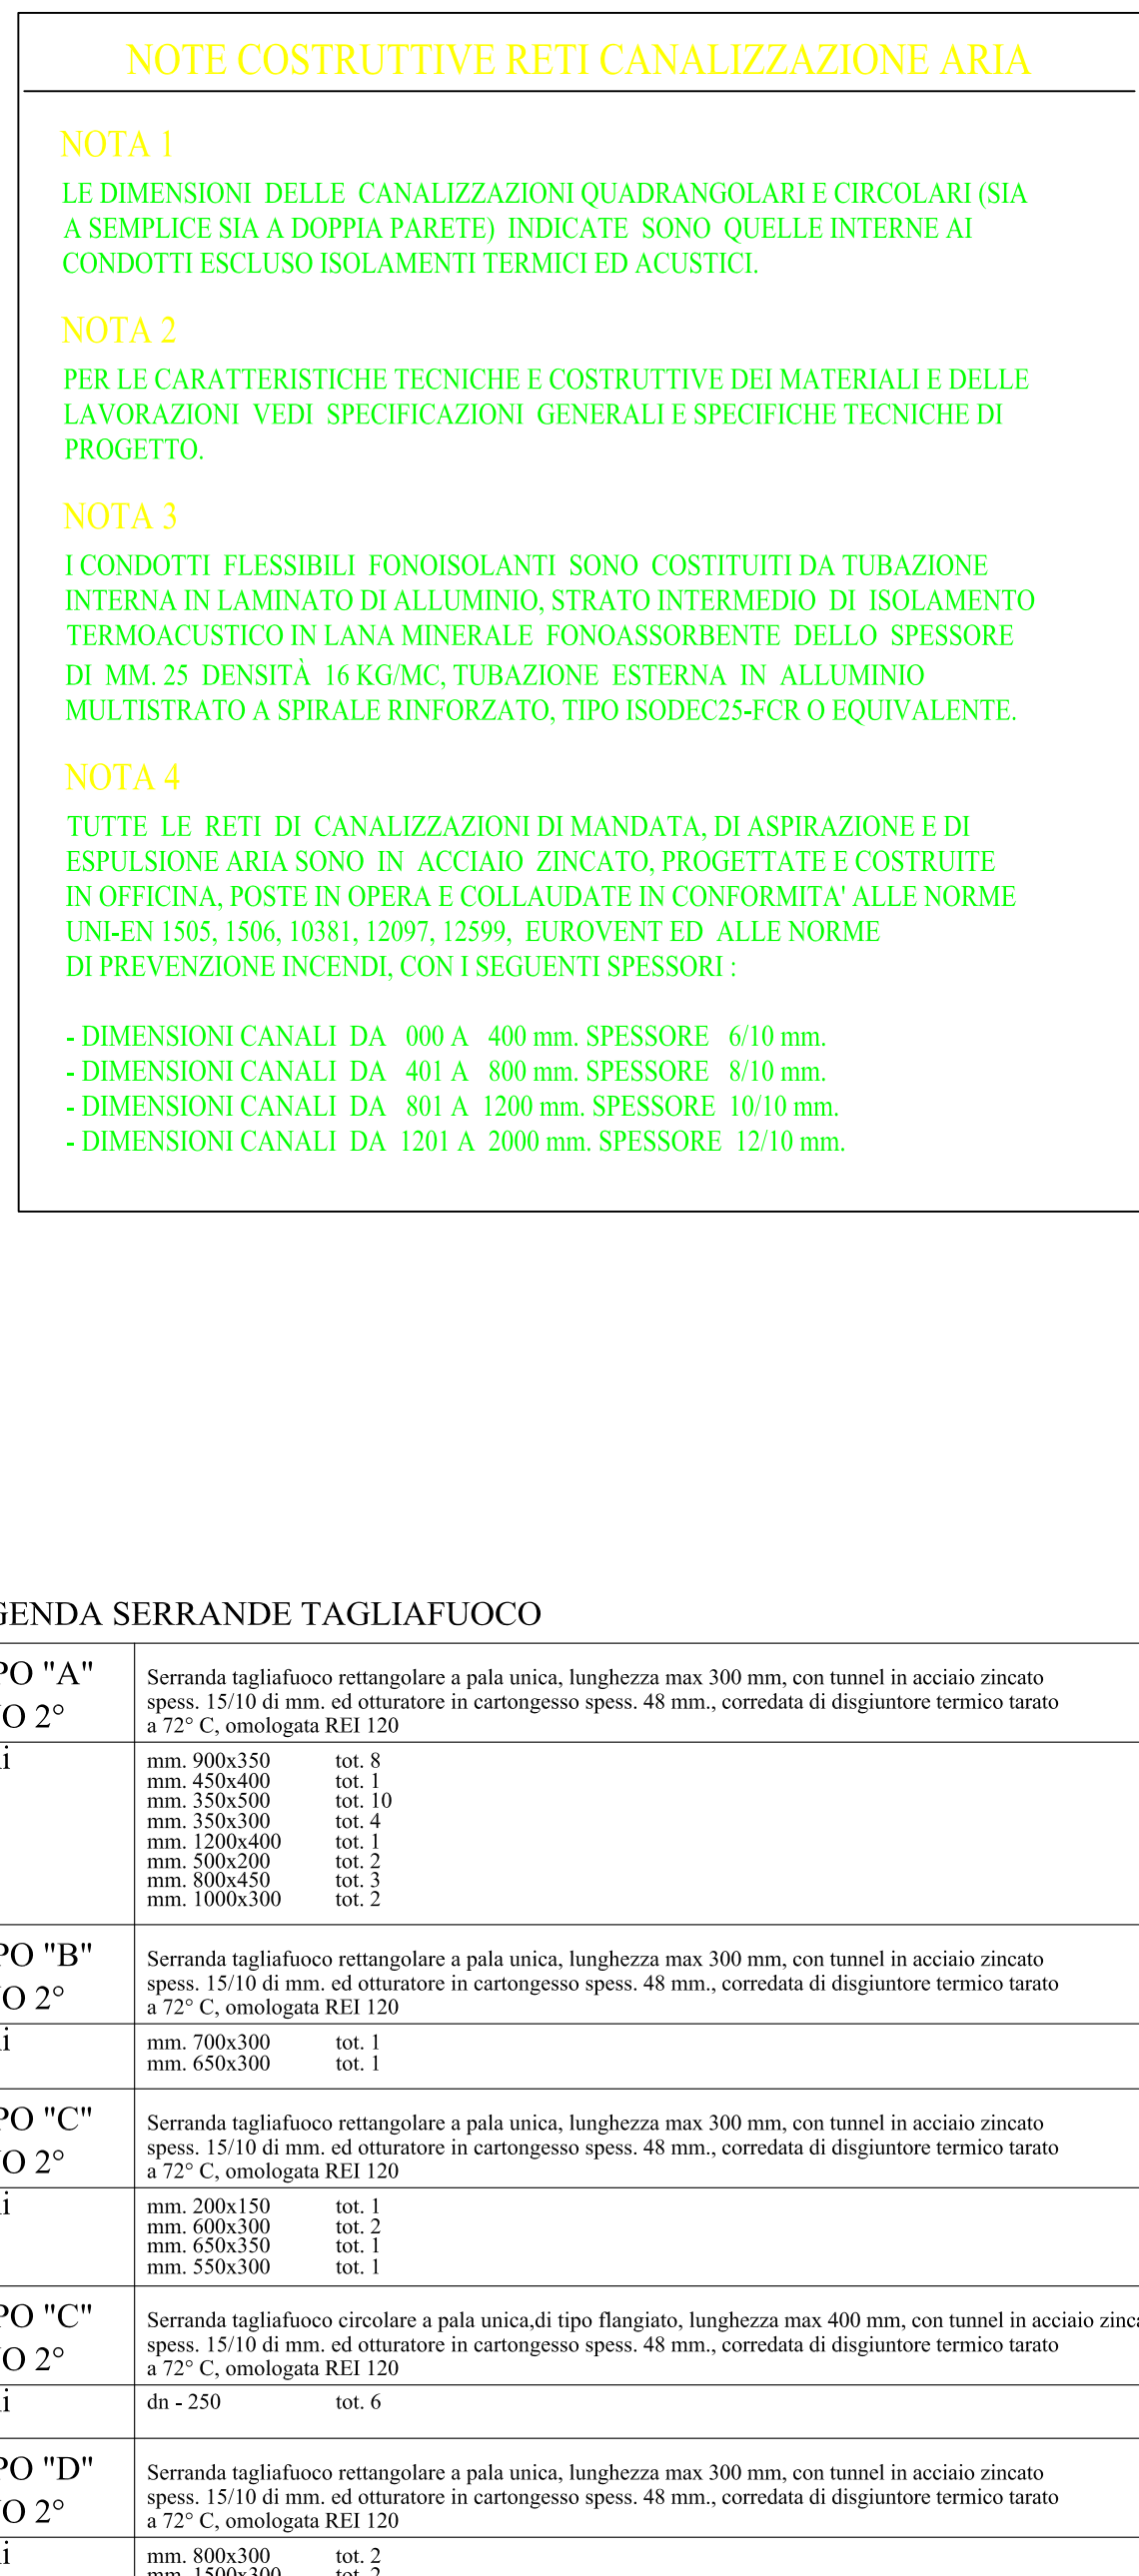 NOTE COSTRUTTIVE RETI CANALIZZAZIONE ARIA
NOTA 1
LE DIMENSIONI DELLE CANALIZZAZIONI QUADRANGOLARI E CIRCOLARI (SIA
A SEMPLICE SIA A DOPPIA PARETE) INDICATE SONO QUELLE INTERNE AI
CONDOTTI ESCLUSO ISOLAMENTI TERMICI ED ACUSTICI.
NOTA 2
PER LE CARATTERISTICHE TECNICHE E COSTRUTTIVE DEI MATERIALI E DELLE
LAVORAZIONI VEDI SPECIFICAZIONI GENERALI E SPECIFICHE TECNICHE DI
PROGETTO.
NOTA 3
I CONDOTTI FLESSIBILI FONOISOLANTI SONO COSTITUITI DA TUBAZIONE
INTERNA IN LAMINATO DI ALLUMINIO, STRATO INTERMEDIO DI ISOLAMENTO
TERMOACUSTICO IN LANA MINERALE FONOASSORBENTE DELLO SPESSORE
DI MM. 25 DENSITÀ 16 KG/MC, TUBAZIONE ESTERNA IN ALLUMINIO
MULTISTRATO A SPIRALE RINFORZATO, TIPO ISODEC25-FCR O EQUIVALENTE.
NOTA 4
TUTTE LE RETI DI CANALIZZAZIONI DI MANDATA, DI ASPIRAZIONE E DI
ESPULSIONE ARIA SONO IN ACCIAIO ZINCATO, PROGETTATE E COSTRUITE
IN OFFICINA, POSTE IN OPERA E COLLAUDATE IN CONFORMITA' ALLE NORME
UNI-EN 1505, 1506, 10381, 12097, 12599, EUROVENT ED ALLE NORME
DI PREVENZIONE INCENDI, CON I SEGUENTI SPESSORI :
- DIMENSIONI CANALI DA 000 A 400 mm. SPESSORE 6/10 mm.
- DIMENSIONI CANALI DA 401 A 800 mm. SPESSORE 8/10 mm.
- DIMENSIONI CANALI DA 801 A 1200 mm. SPESSORE 10/10 mm.
- DIMENSIONI CANALI DA 1201 A 2000 mm. SPESSORE 12/10 mm.
GENDA SERRANDE TAGLIAFUOCO
PO "A"
O 2°
Serranda tagliafuoco rettangolare a pala unica, lunghezza max 300 mm, con tunnel in acciaio zincato
spess. 15/10 di mm. ed otturatore in cartongesso spess. 48 mm., corredata di disgiuntore termico tarato
a 72° C, omologata REI 120
i
mm. 900x350 tot. 8
mm. 450x400 tot. 1
mm. 350x500 tot. 10
mm. 350x300 tot. 4
mm. 1200x400 tot. 1
mm. 500x200 tot. 2
mm. 800x450 tot. 3
mm. 1000x300 tot. 2
PO "B"
O 2°
Serranda tagliafuoco rettangolare a pala unica, lunghezza max 300 mm, con tunnel in acciaio zincato
spess. 15/10 di mm. ed otturatore in cartongesso spess. 48 mm., corredata di disgiuntore termico tarato
a 72° C, omologata REI 120
i
mm. 700x300 tot. 1
mm. 650x300 tot. 1
PO "C"
O 2°
Serranda tagliafuoco rettangolare a pala unica, lunghezza max 300 mm, con tunnel in acciaio zincato
spess. 15/10 di mm. ed otturatore in cartongesso spess. 48 mm., corredata di disgiuntore termico tarato
a 72° C, omologata REI 120
i
mm. 200x150 tot. 1
mm. 600x300 tot. 2
mm. 650x350 tot. 1
mm. 550x300 tot. 1
PO "C"
O 2°
Serranda tagliafuoco circolare a pala unica,di tipo flangiato, lunghezza max 400 mm, con tunnel in acciaio zinca
spess. 15/10 di mm. ed otturatore in cartongesso spess. 48 mm., corredata di disgiuntore termico tarato
a 72° C, omologata REI 120
i
dn - 250 tot. 6
PO "D"
O 2°
Serranda tagliafuoco rettangolare a pala unica, lunghezza max 300 mm, con tunnel in acciaio zincato
spess. 15/10 di mm. ed otturatore in cartongesso spess. 48 mm., corredata di disgiuntore termico tarato
a 72° C, omologata REI 120
i
mm. 800x300 tot. 2
mm. 1500x300 tot. 2